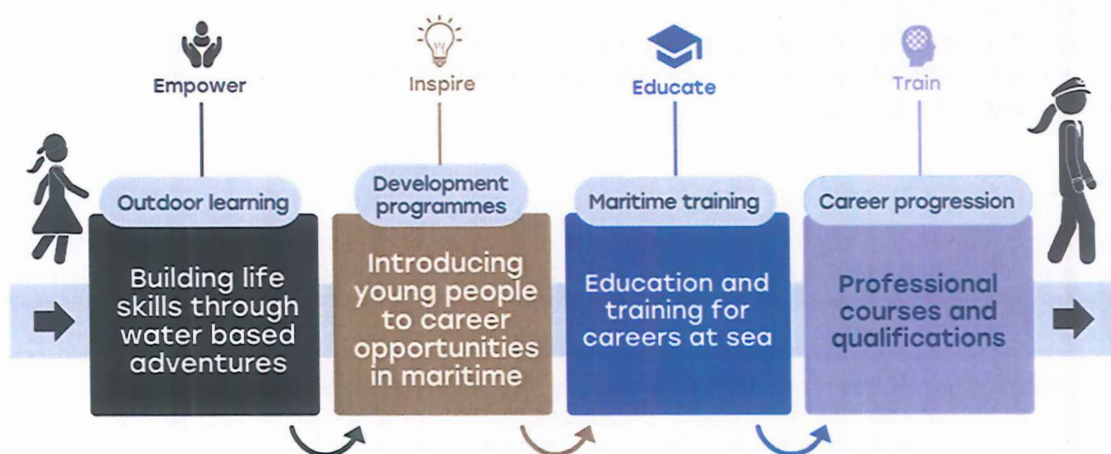 Empower
Inspire
Educate
Train
Outdoor learning
Development
programmes
Maritime training
Career progression
Building life
skills through
water based
adventures
Introducing
young people
to career
opportunities
in maritime
Education and
training for
careers at sea
Professional
courses and
qualifications